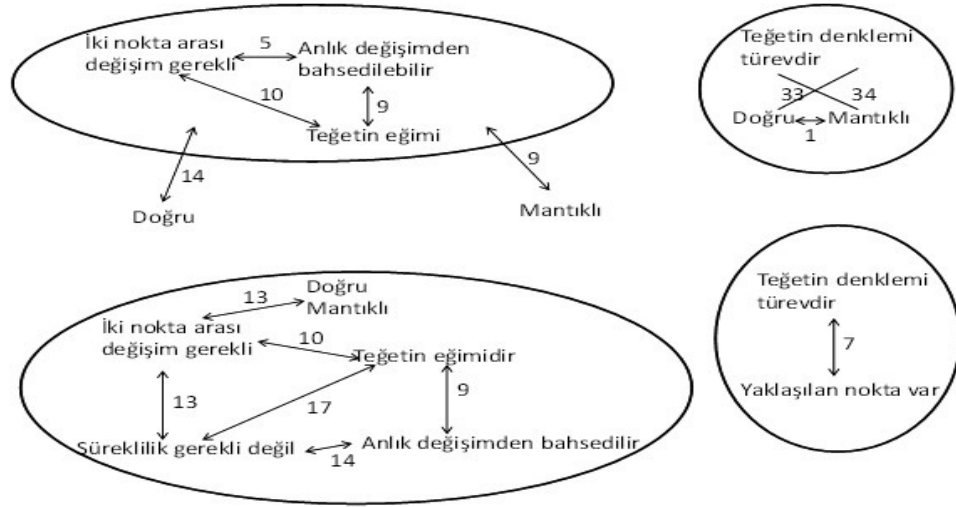 İki nokta arası
değişim gerekli
5
Anlık değişimden
bahsedilebilir
10
9
Teğetin eğimi
14
Doğru
9
Mantıklı
Teğetin denklemi
türevdir
33
34
Doğru
Mantıklı
1
Doğru
Mantıklı
13
İki nokta arası
değişim gerekli
10
Teğetin eğimidir
13
17
9
Süreklilik gerekli değil
14
Anlık değişimden bahsedilir
Teğetin denklemi
türevdir
7
Yaklaşılan nokta var